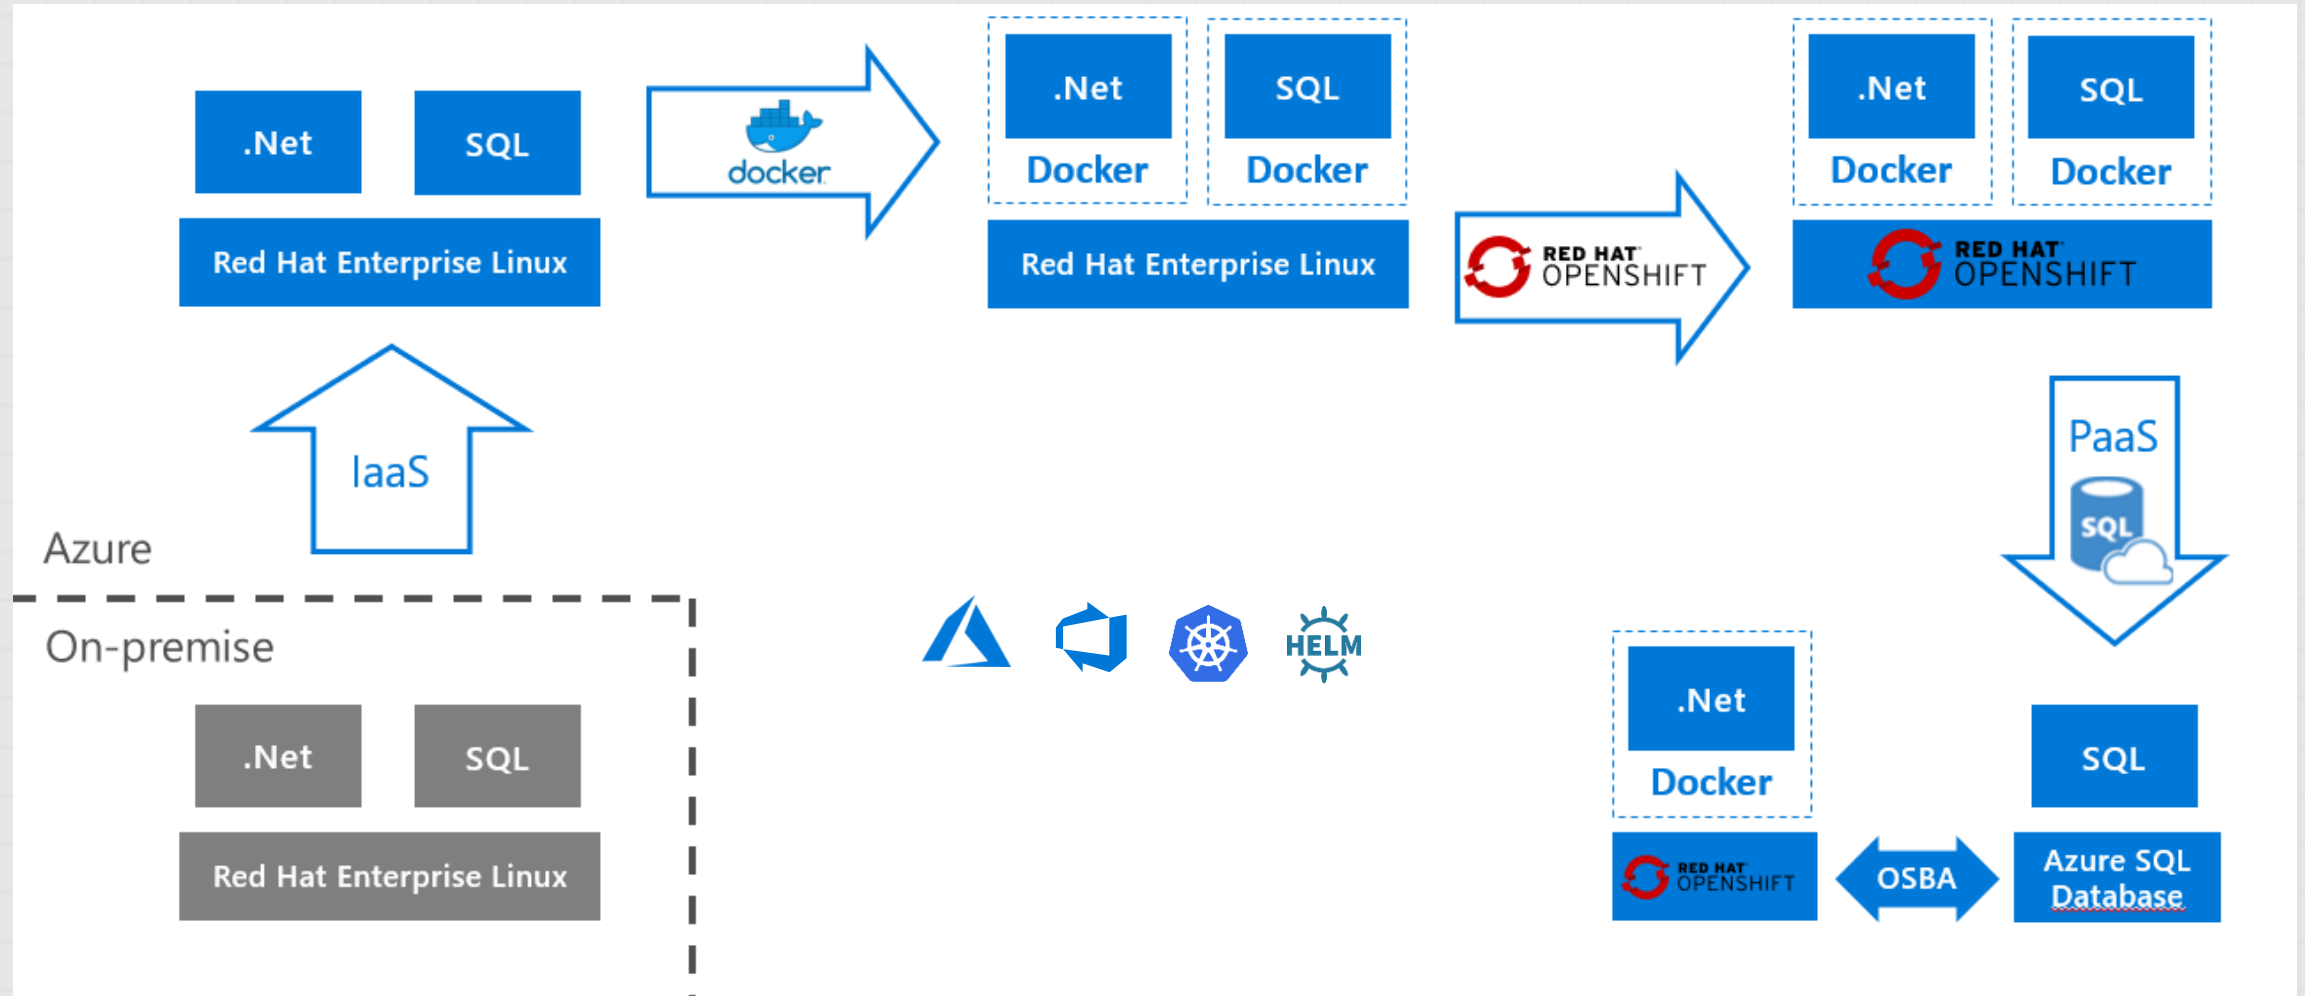 .Net
SQL
Red Hat Enterprise Linux
docker
.Net
Docker
SQL
Docker
Red Hat Enterprise Linux
RED HAT
OPENSHIFT
.Net
Docker
SQL
Docker
RED HAT
OPENSHIFT
IaaS
PaaS
SQL
Azure
On-premise
.Net
SQL
Red Hat Enterprise Linux
HELM
.Net
Docker
RED HAT
OPENSHIFT
OSBA
SQL
Azure SQL
Database